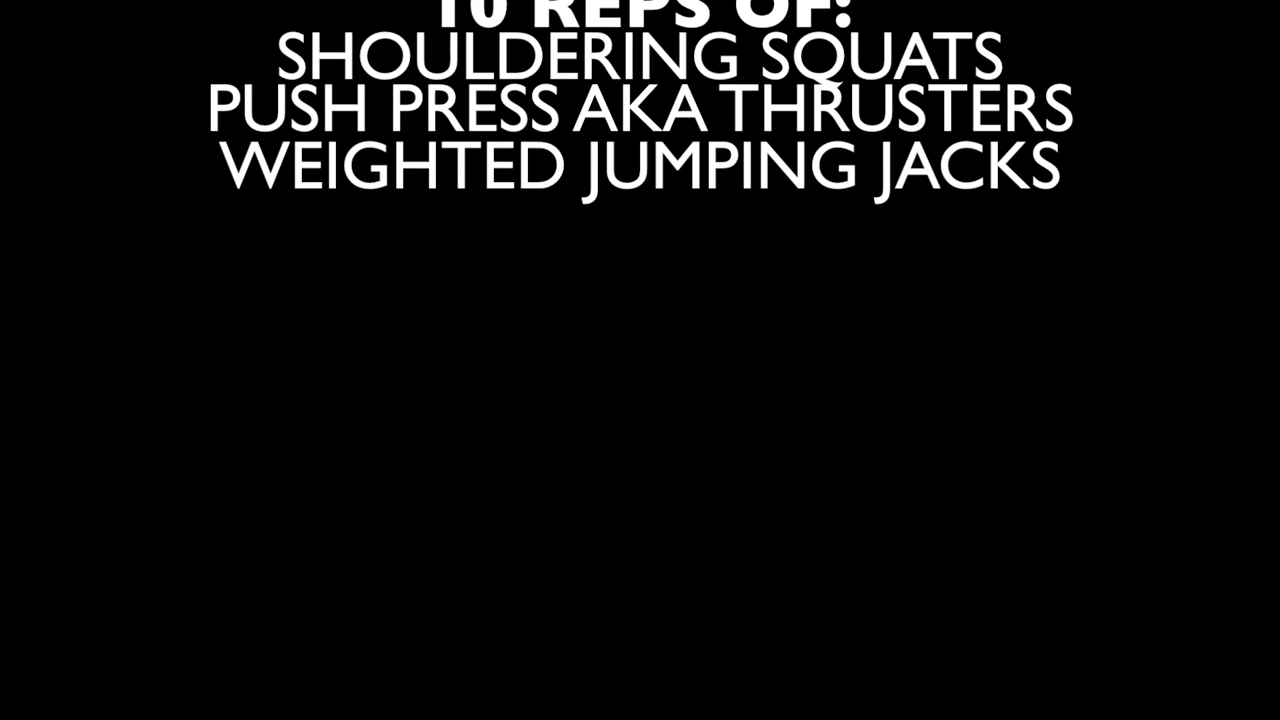 10 REPS OF:
SHOULDERING SQUATS
PUSH PRESS AKA THRUSTERS
WEIGHTED JUMPING JACKS